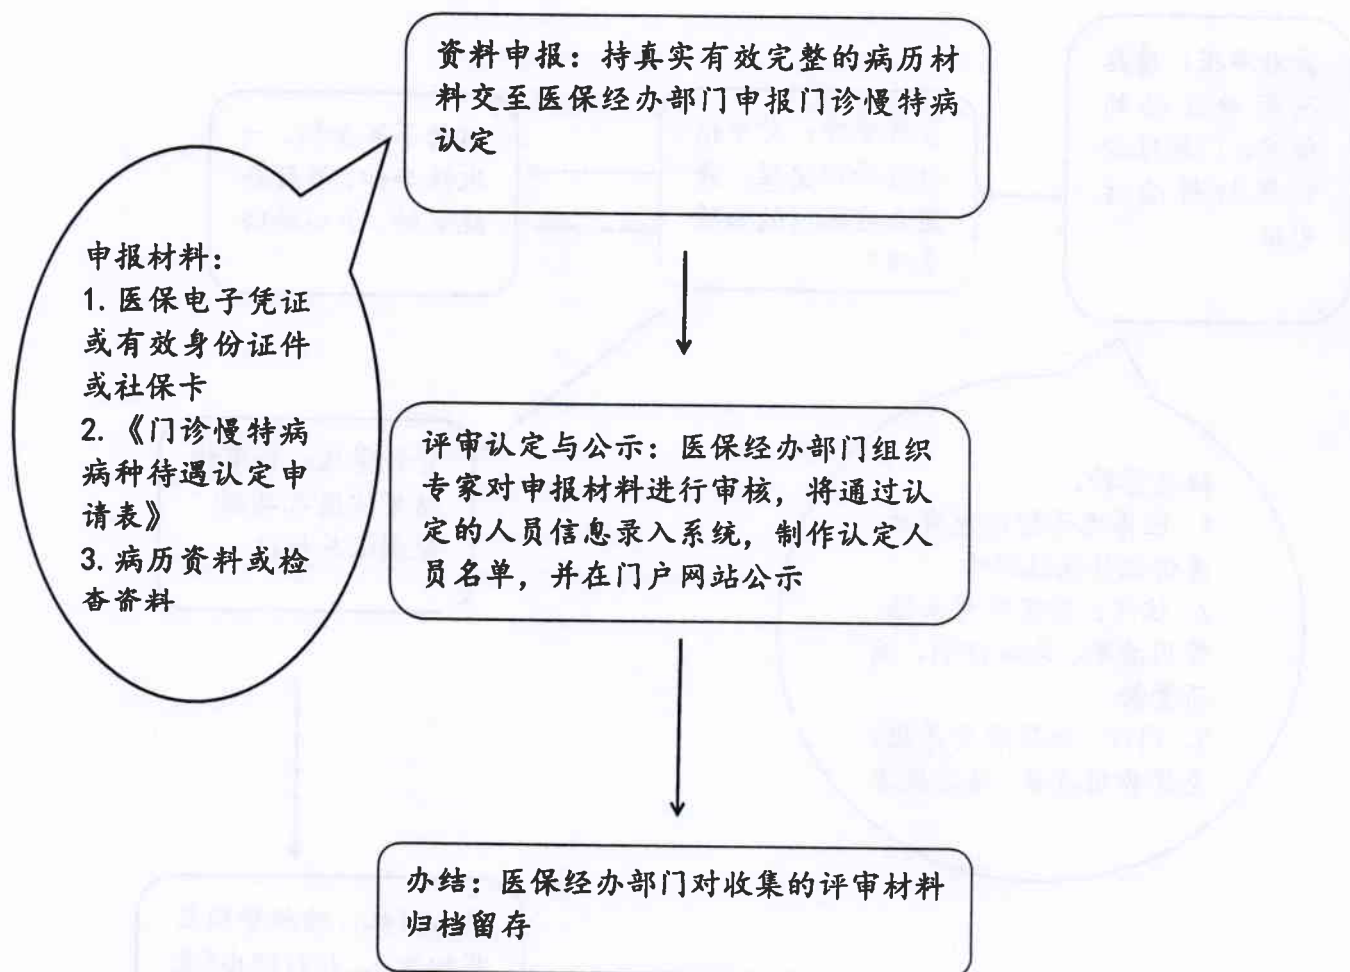 资料申报：持真实有效完整的病历材
料交至医保经办部门申报门诊慢特病
认定
申报材料：
1. 医保电子凭证
或有效身份证件
或社保卡
2. 《门诊慢特病
病种待遇认定申
请表》
3. 病历资料或检
查资料
评审认定与公示：医保经办部门组织
专家对申报材料进行审核，将通过认
定的人员信息录入系统，制作认定人
员名单，并在门户网站公示
办结：医保经办部门对收集的评审材料
归档留存